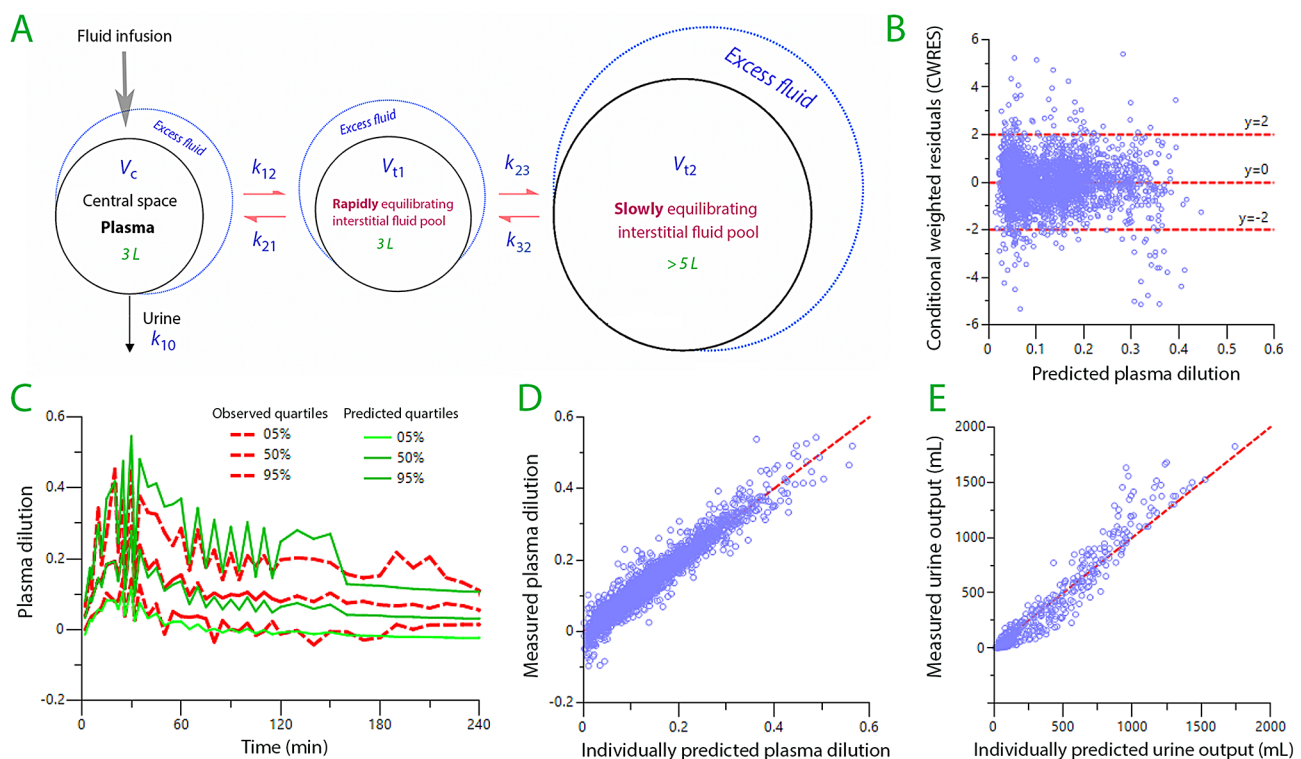 A
Fluid infusion
Excess fluid
Vc
Central space
Plasma
3 L
Urine
k10
k12
k21
Excess fluid
Vt1
Rapidly equilibrating
interstitial fluid pool
3 L
k23
k32
Excess fluid
Vt2
Slowly equilibrating
interstitial fluid pool
> 5 L
B
Conditional weighted residuals (CWRES)
6
4
2
0
-2
-4
-6
y=2
y=0
y=-2
0 0.1 0.2 0.3 0.4 0.5 0.6
Predicted plasma dilution
C
Plasma dilution
0.6
0.4
0.2
0
-0.2
Observed quartiles Predicted quartiles
05% 05%
50% 50%
95% 95%
0 60 120 180 240
Time (min)
D
Measured plasma dilution
0.6
0.4
0.2
0
-0.2
0 0.2 0.4 0.6
Individually predicted plasma dilution
E
Measured urine output (mL)
2000
1500
1000
500
0
0 500 1000 1500 2000
Individually predicted urine output (mL)